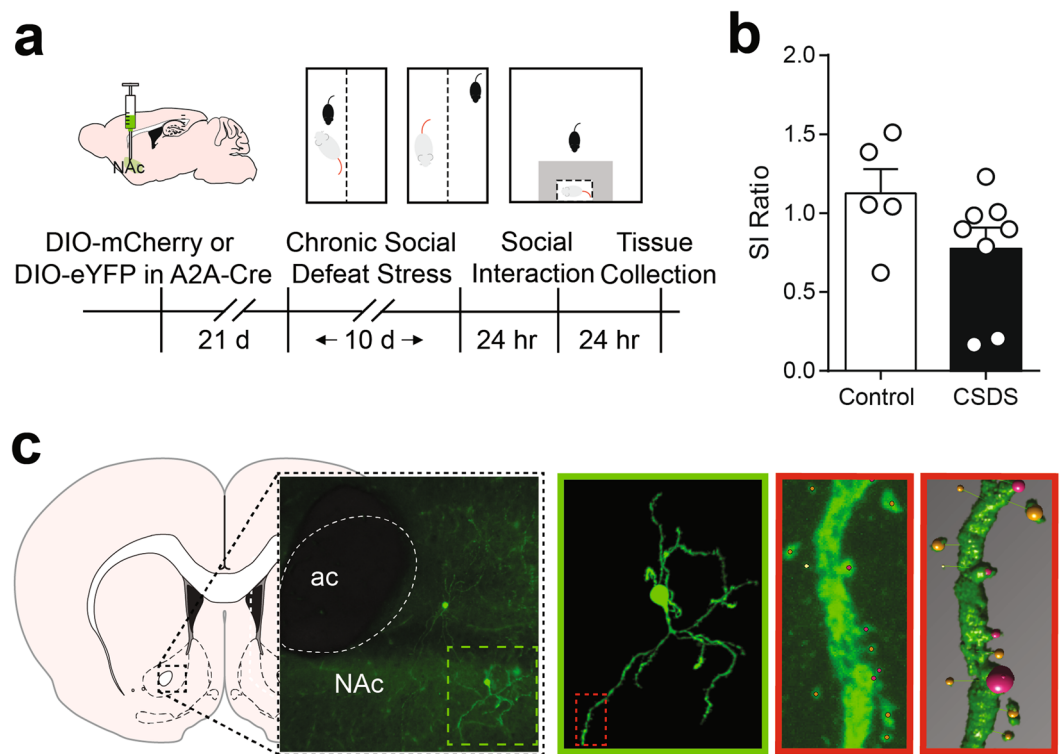 a
NAc
DIO-mCherry or
DIO-eYFP in A2A-Cre
Chronic Social
Defeat Stress
Social
Interaction
Tissue
Collection
21 d
10 d
24 hr
24 hr
b
2.0
1.5
1.0
0.5
0.0
SI Ratio
Control
CSDS
c
ac
NAc